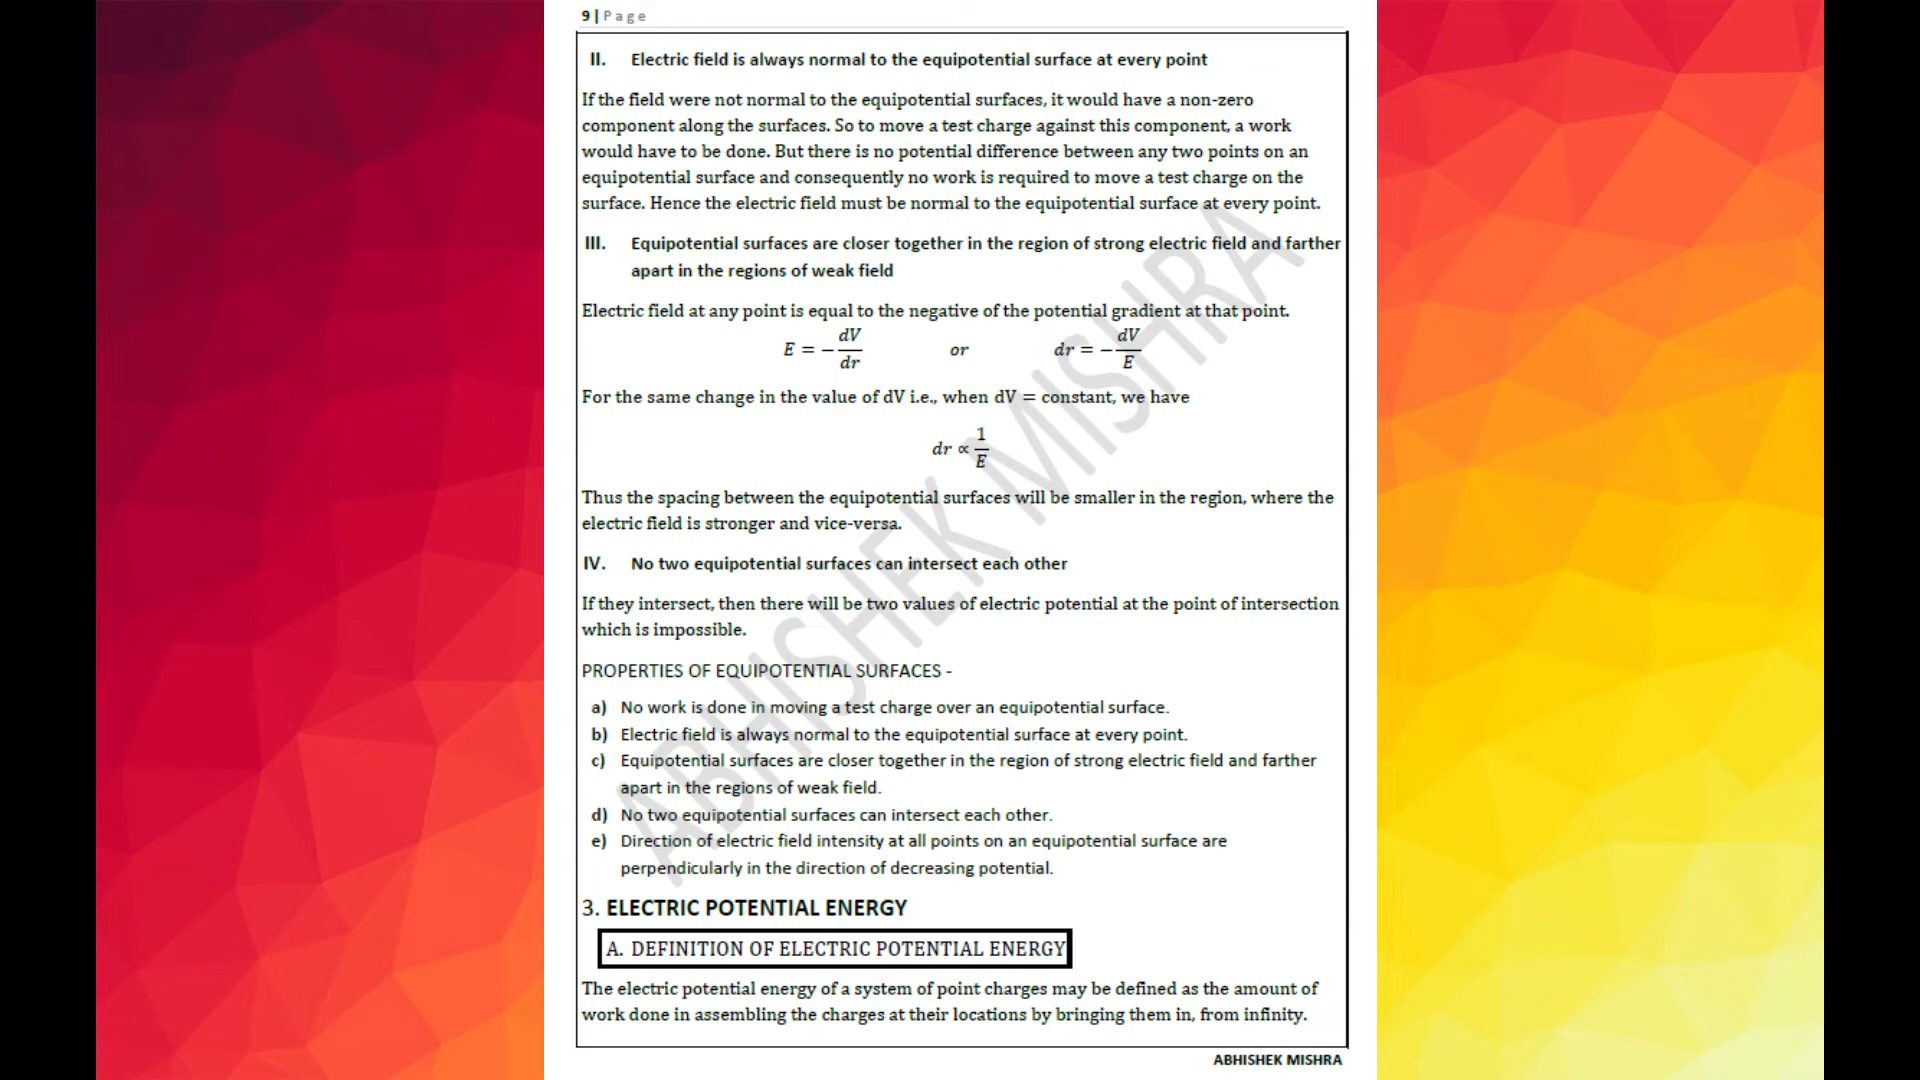 9 | Page
II. Electric field is always normal to the equipotential surface at every point
If the field were not normal to the equipotential surfaces, it would have a non-zero
component along the surfaces. So to move a test charge against this component, a work
would have to be done. But there is no potential difference between any two points on an
equipotential surface and consequently no work is required to move a test charge on the
surface. Hence the electric field must be normal to the equipotential surface at every point.
III. Equipotential surfaces are closer together in the region of strong electric field and farther
apart in the regions of weak field
Electric field at any point is equal to the negative of the potential gradient at that point.
E = −dV/dr or dr = −dV/E
For the same change in the value of dV i.e., when dV = constant, we have
dr ∝ 1/E
Thus the spacing between the equipotential surfaces will be smaller in the region, where the
electric field is stronger and vice-versa.
IV. No two equipotential surfaces can intersect each other
If they intersect, then there will be two values of electric potential at the point of intersection
which is impossible.
PROPERTIES OF EQUIPOTENTIAL SURFACES -
a) No work is done in moving a test charge over an equipotential surface.
b) Electric field is always normal to the equipotential surface at every point.
c) Equipotential surfaces are closer together in the region of strong electric field and farther
apart in the regions of weak field.
d) No two equipotential surfaces can intersect each other.
e) Direction of electric field intensity at all points on an equipotential surface are
perpendicularly in the direction of decreasing potential.
3. ELECTRIC POTENTIAL ENERGY
A. DEFINITION OF ELECTRIC POTENTIAL ENERGY
The electric potential energy of a system of point charges may be defined as the amount of
work done in assembling the charges at their locations by bringing them in, from infinity.
ABHISHEK MISHRA
ABHISHEK MISHRA